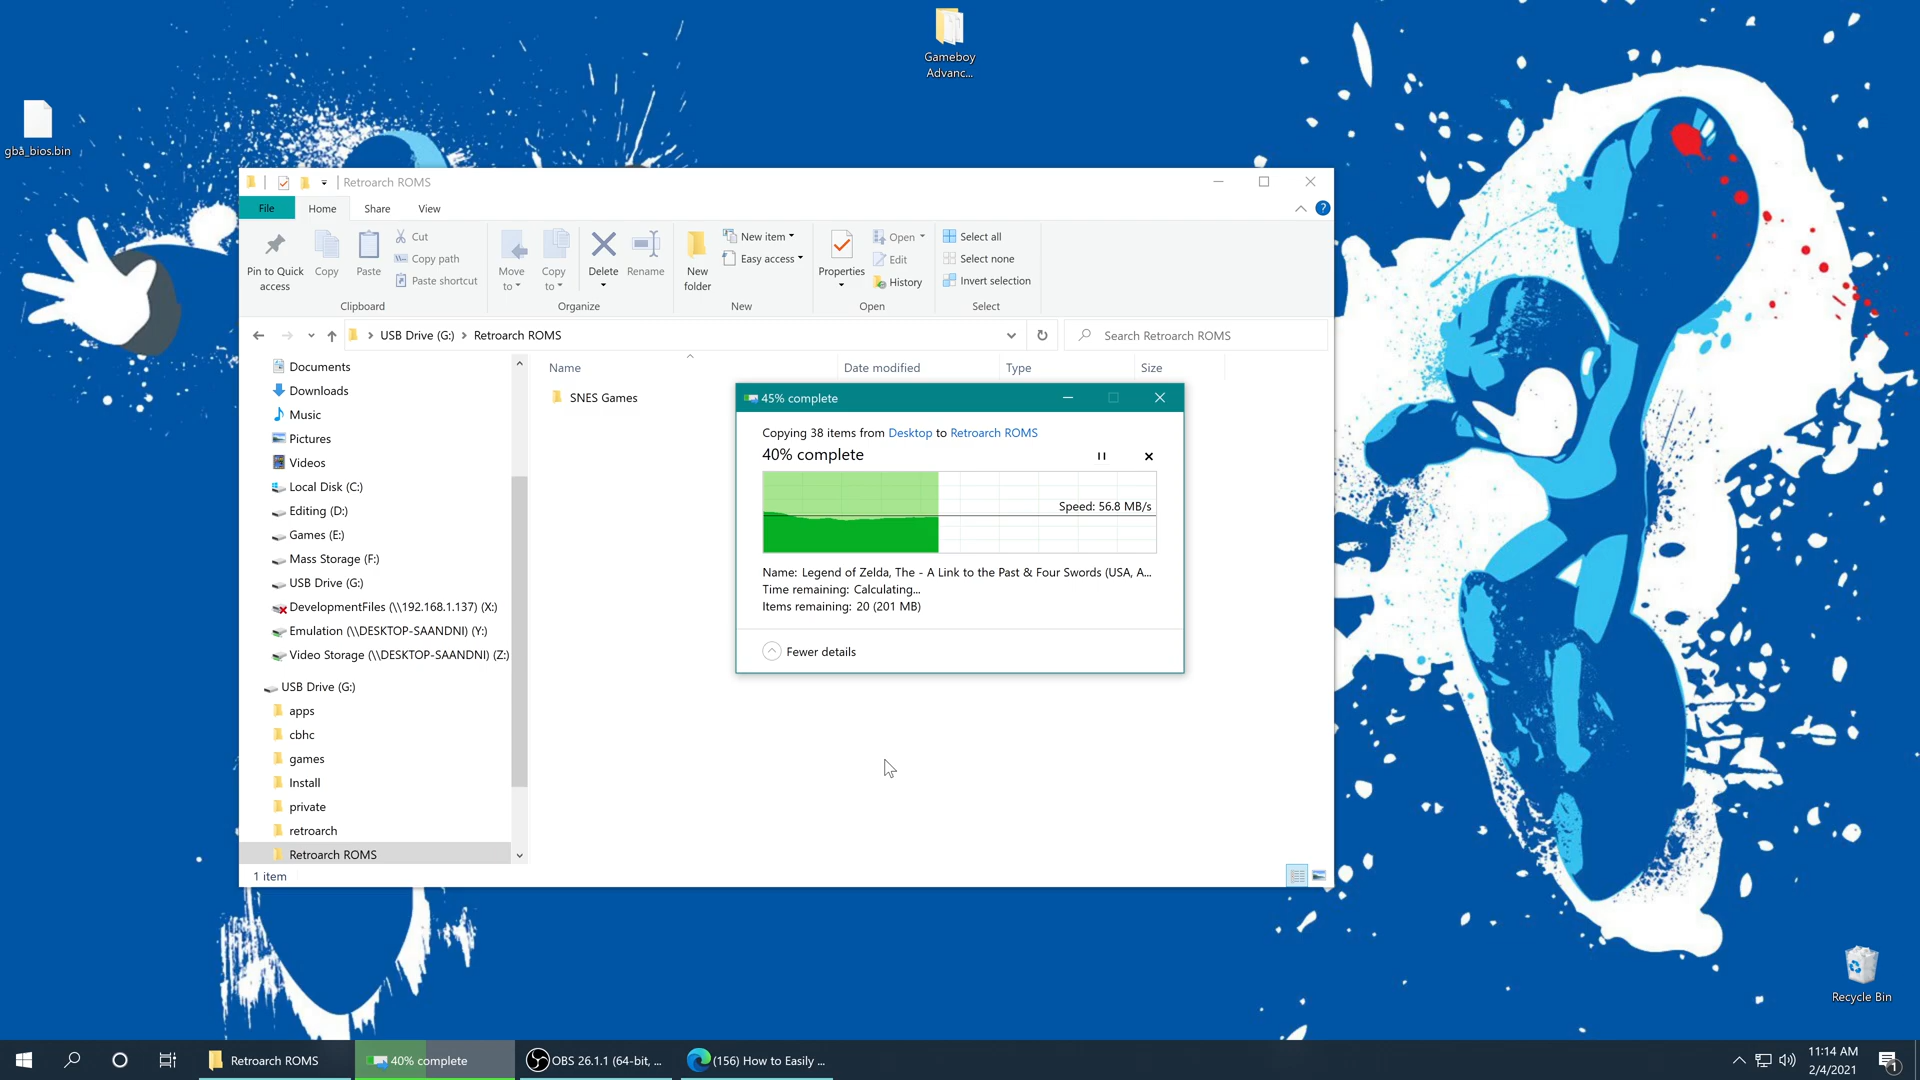 Gameboy
Advanc...
gba_bios.bin
Retroarch ROMS
File
Home
Share
View
Pin to Quick
access
Copy
Paste
Cut
Copy path
Paste shortcut
Clipboard
Move
to
Copy
to
Delete
Rename
Organize
New
folder
New item
Easy access
New
Properties
Open
Edit
History
Open
Select all
Select none
Invert selection
Select
USB Drive (G:)
Retroarch ROMS
Search Retroarch ROMS
Documents
Downloads
Music
Pictures
Videos
Local Disk (C:)
Editing (D:)
Games (E:)
Mass Storage (F:)
USB Drive (G:)
DevelopmentFiles (\\192.168.1.137) (X:)
Emulation (\\DESKTOP-SAANDNI) (Y:)
Video Storage (\\DESKTOP-SAANDNI) (Z:)
USB Drive (G:)
apps
cbhc
games
Install
private
retroarch
Retroarch ROMS
Name
Date modified
Type
Size
SNES Games
45% complete
Copying 38 items from Desktop to Retroarch ROMS
40% complete
Speed: 56.8 MB/s
Name: Legend of Zelda, The - A Link to the Past & Four Swords (USA, A...
Time remaining: Calculating...
Items remaining: 20 (201 MB)
Fewer details
1 item
Recycle Bin
Retroarch ROMS
40% complete
OBS 26.1.1 (64-bit, ...
(156) How to Easily ...
11:14 AM
2/4/2021
1